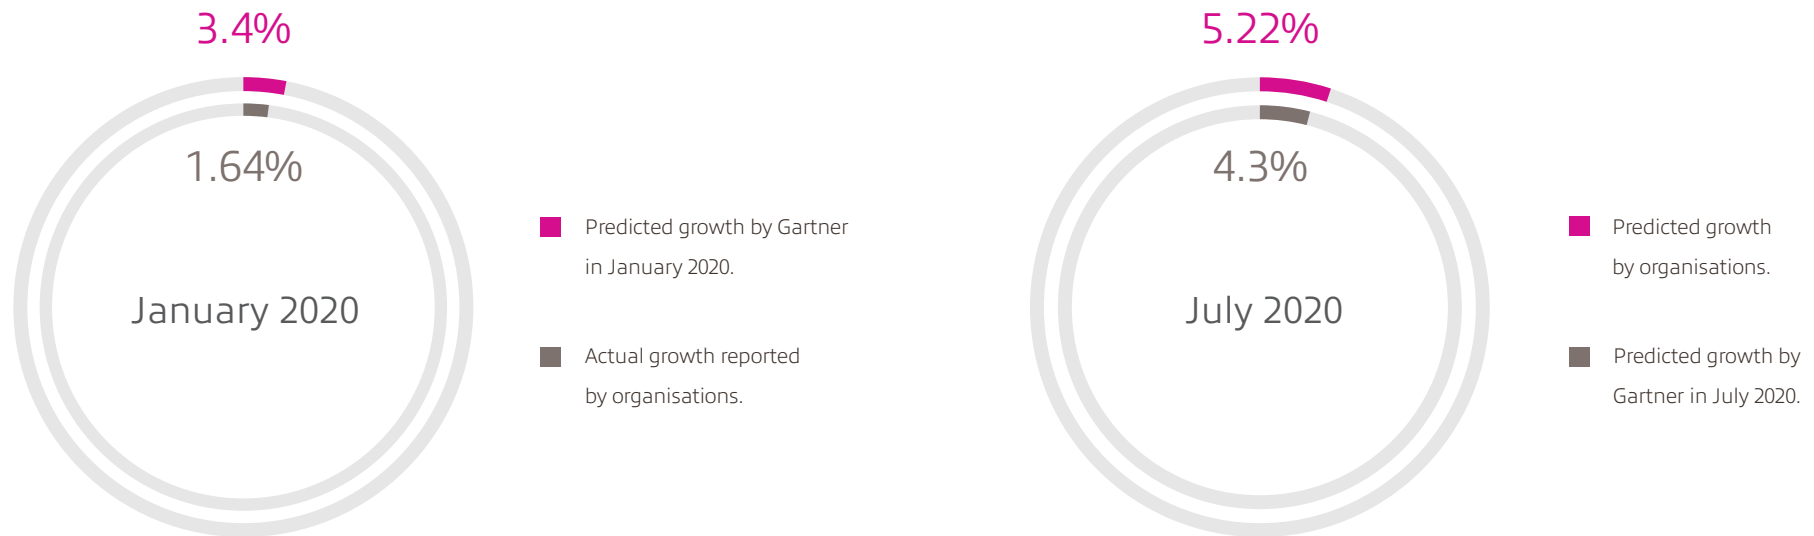 3.4%
1.64%
January 2020
Predicted growth by Gartner
in January 2020.
Actual growth reported
by organisations.
5.22%
4.3%
July 2020
Predicted growth
by organisations.
Predicted growth by
Gartner in July 2020.